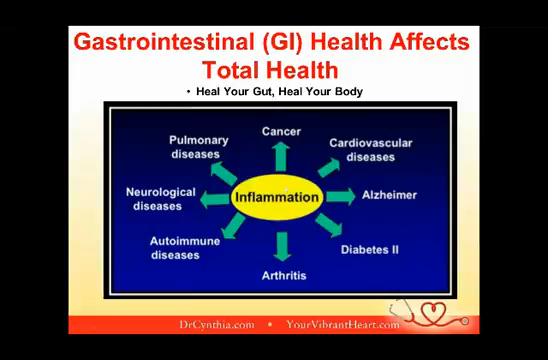 Gastrointestinal (GI) Health Affects
Total Health
• Heal Your Gut, Heal Your Body
Cancer
Pulmonary
diseases
Cardiovascular
diseases
Neurological
diseases
Inflammation
Alzheimer
Autoimmune
diseases
Diabetes II
Arthritis
DrCynthia.com • YourVibrantHeart.com